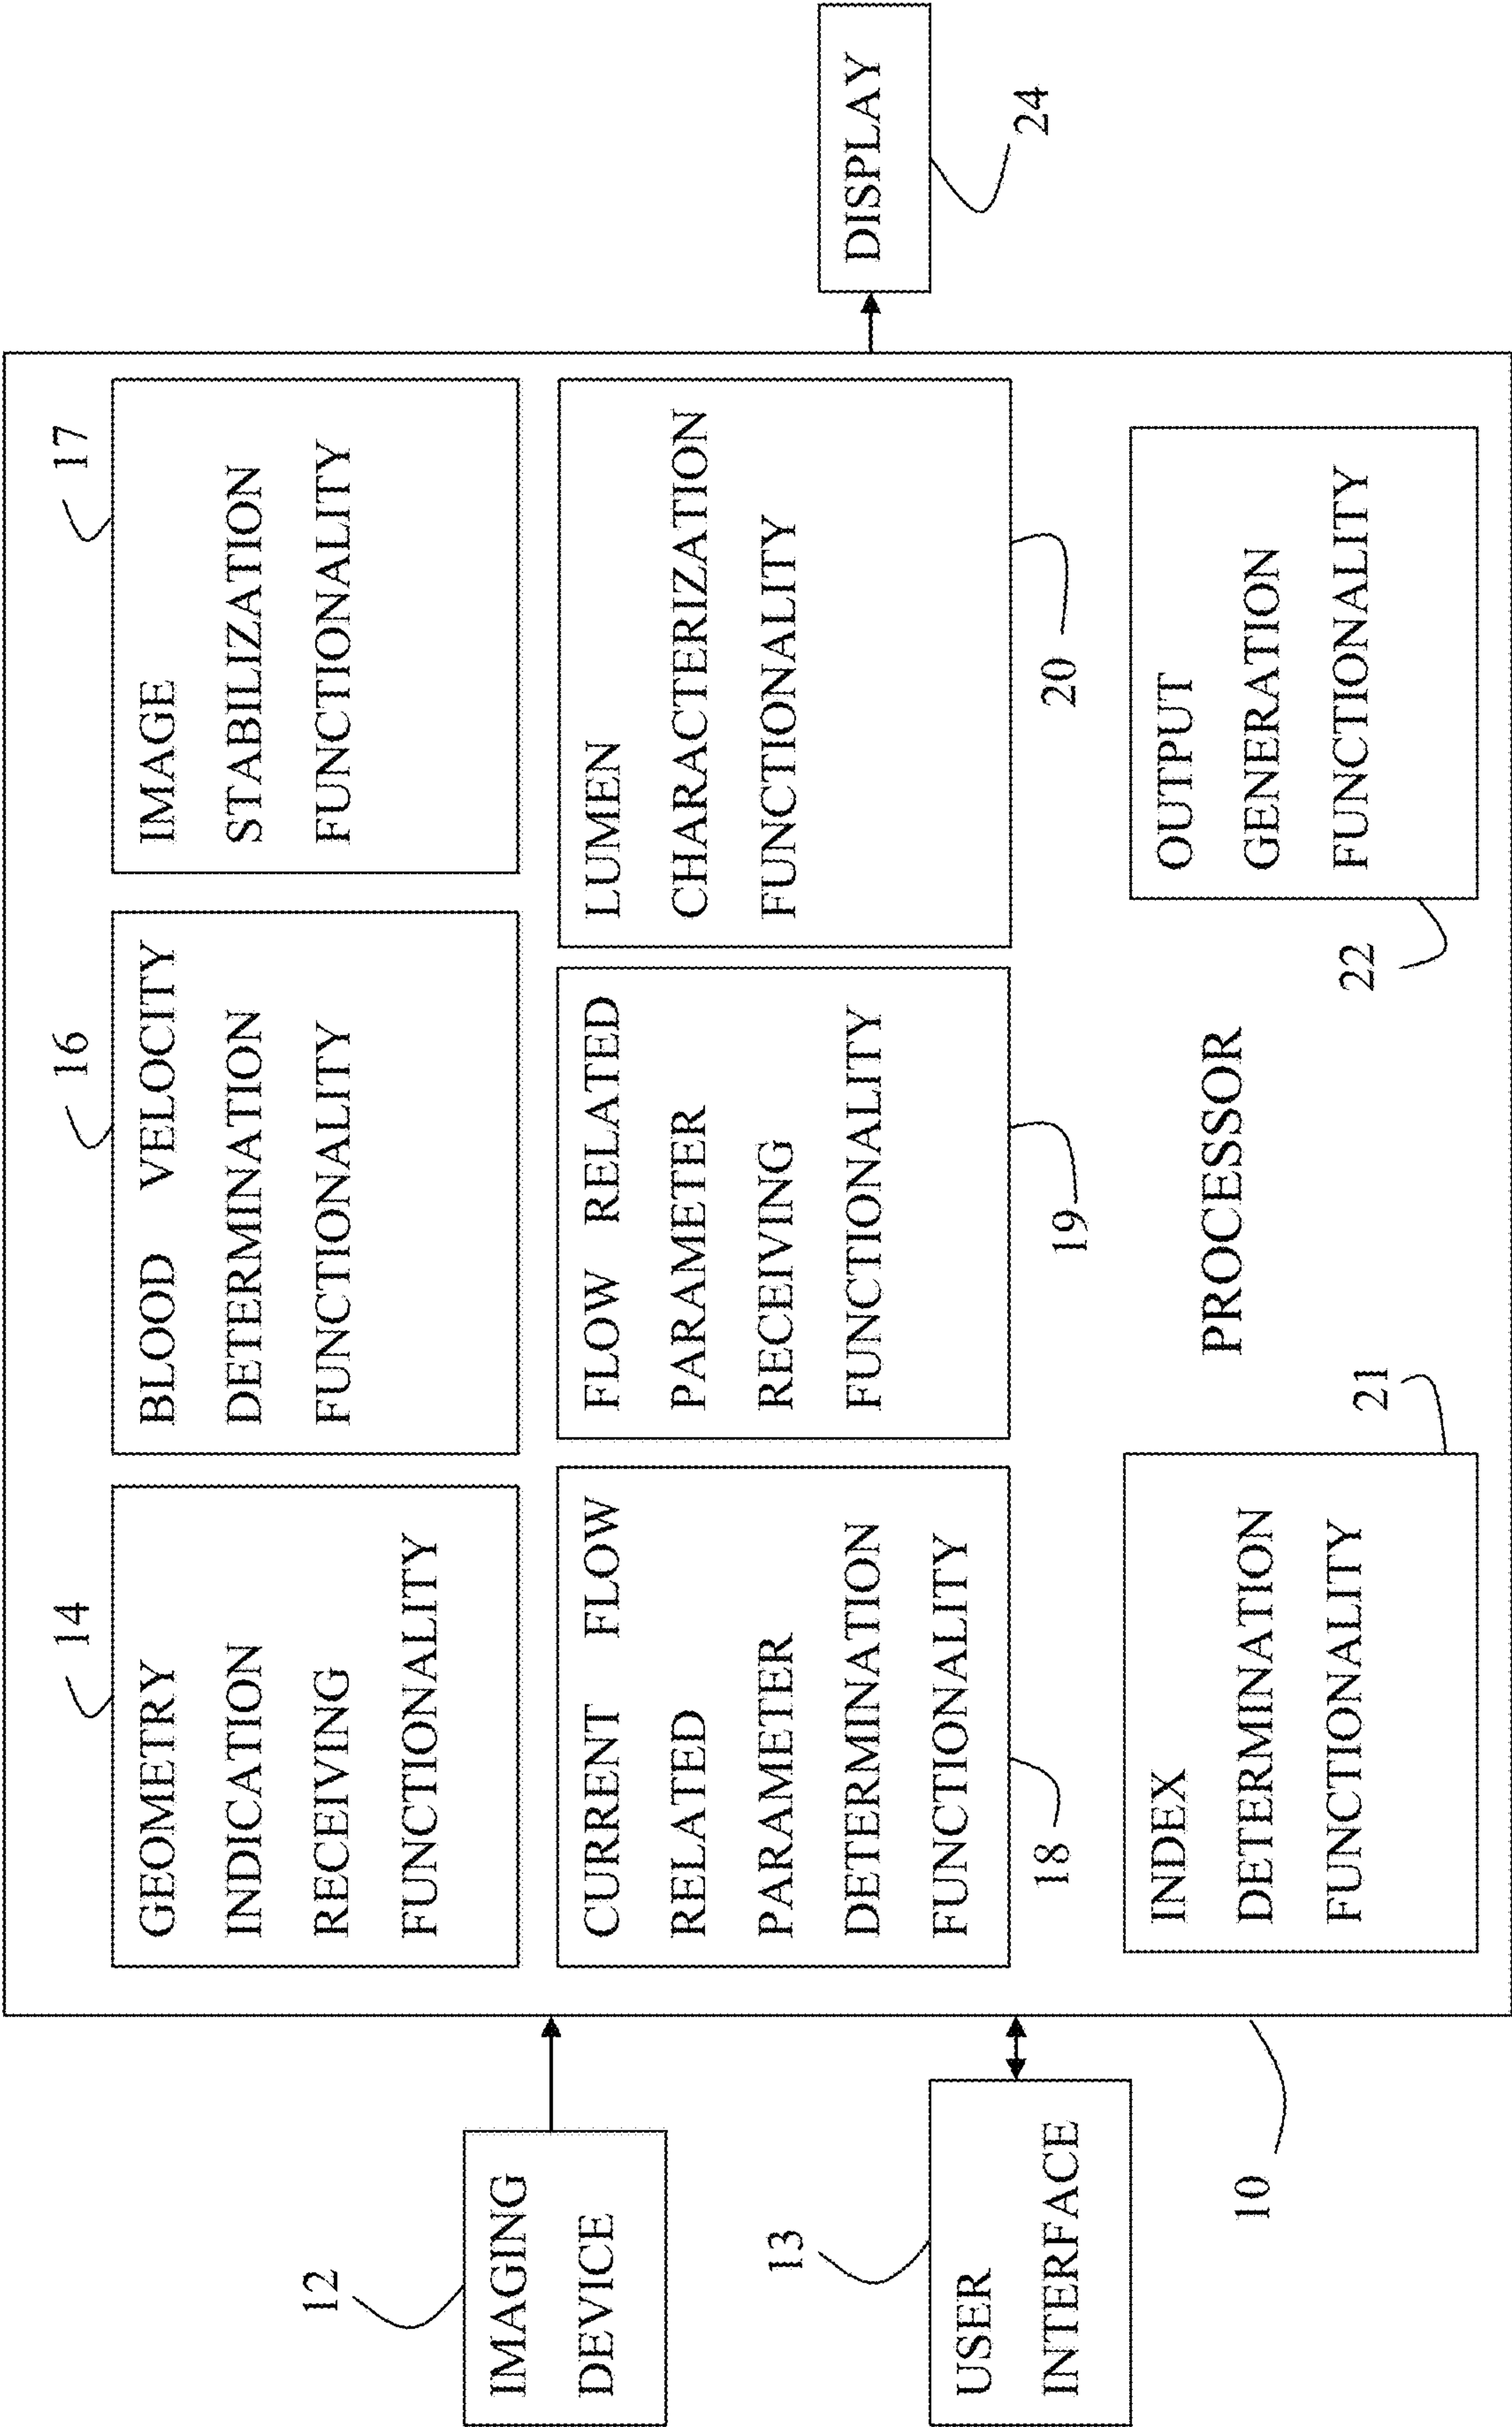 12
IMAGING
DEVICE
13
USER
INTERFACE
10
14
GEOMETRY
INDICATION
RECEIVING
FUNCTIONALITY
16
BLOOD VELOCITY
DETERMINATION
FUNCTIONALITY
17
IMAGE
STABILIZATION
FUNCTIONALITY
CURRENT FLOW
RELATED
PARAMETER
DETERMINATION
FUNCTIONALITY
18
FLOW RELATED
PARAMETER
RECEIVING
FUNCTIONALITY
19
LUMEN
CHARACTERIZATION
FUNCTIONALITY
20
INDEX
DETERMINATION
FUNCTIONALITY
21
PROCESSOR
OUTPUT
GENERATION
FUNCTIONALITY
22
DISPLAY
24